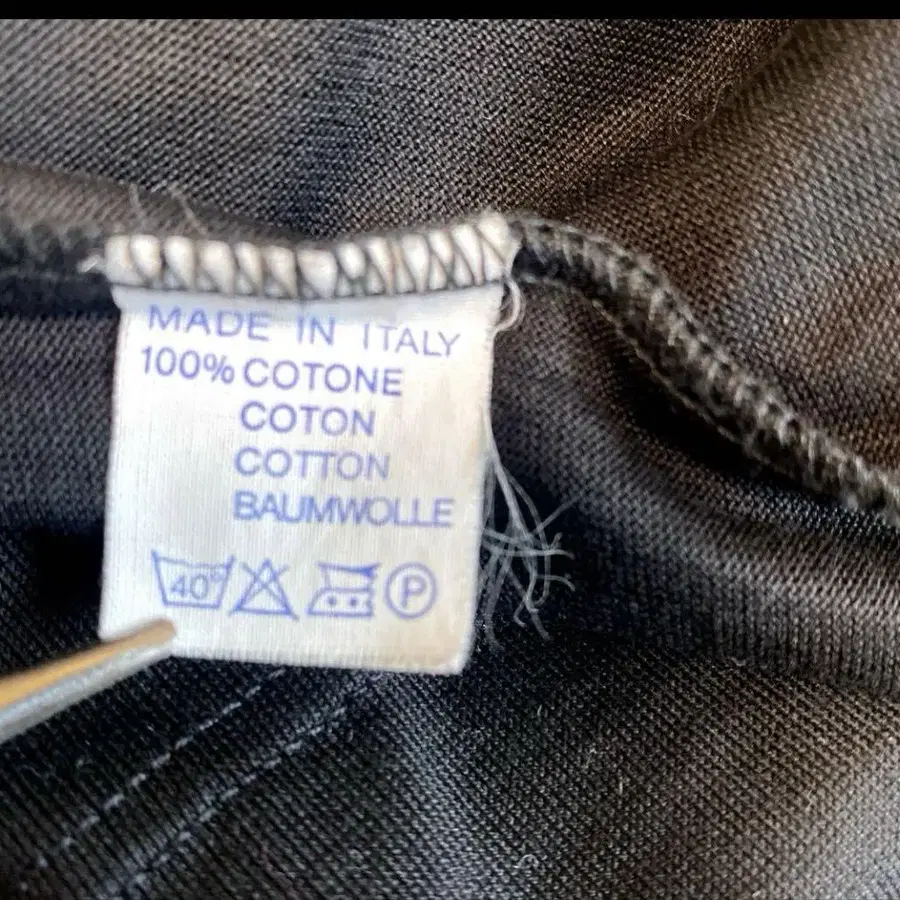 MADE IN ITALY
100% COTONE
COTON
COTTON
BAUMWOLLE
40° P